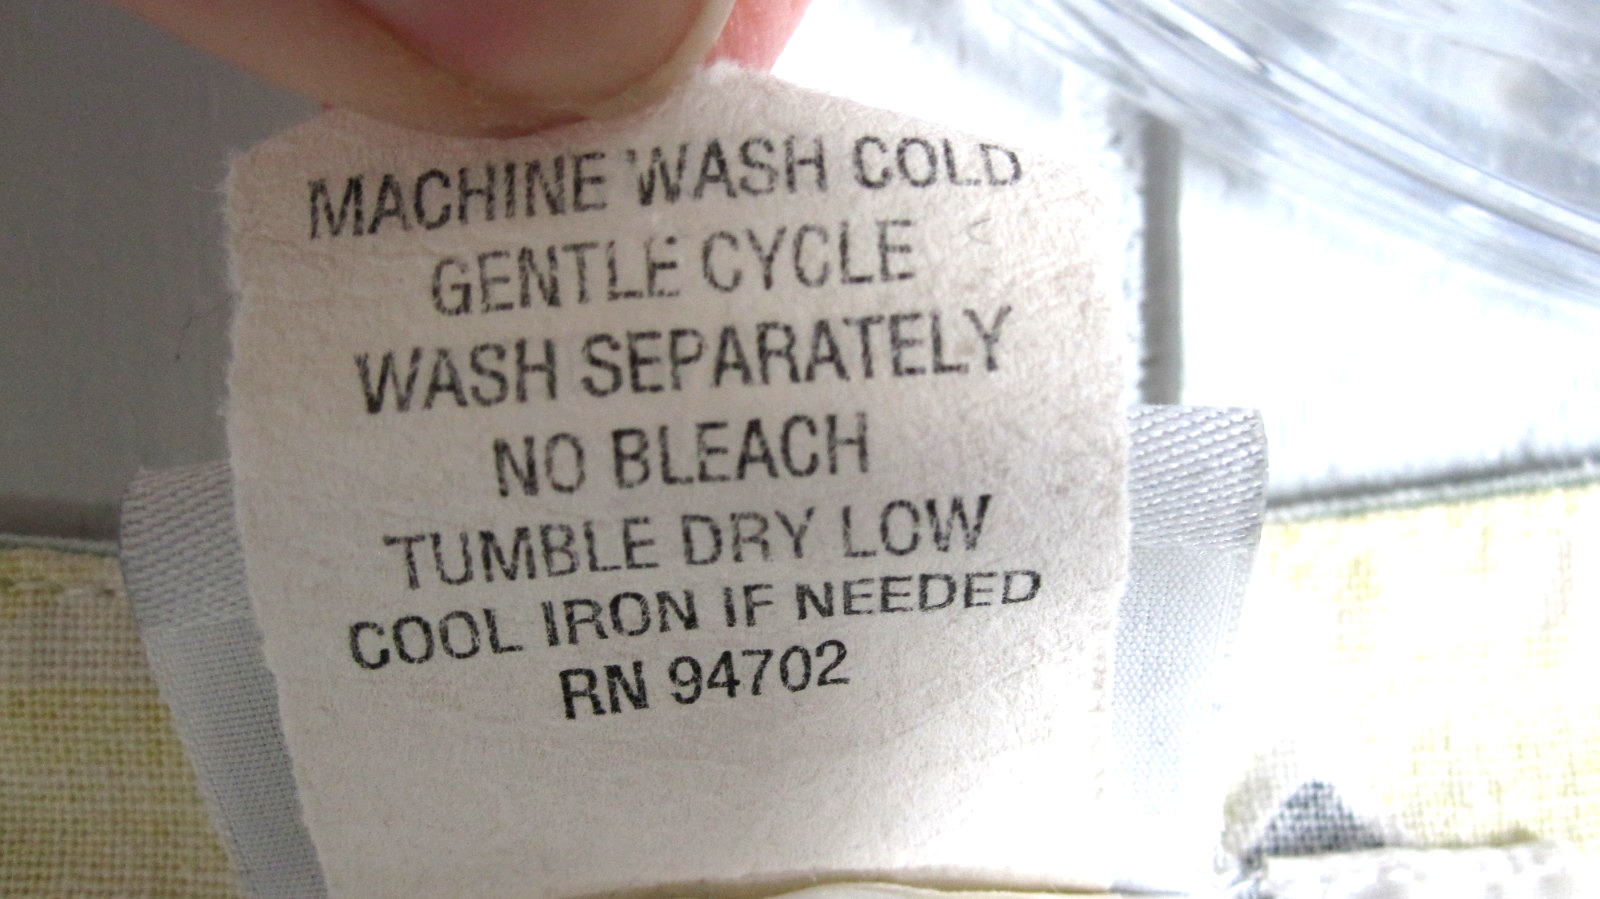 MACHINE WASH COLD
GENTLE CYCLE
WASH SEPARATELY
NO BLEACH
TUMBLE DRY LOW
COOL IRON IF NEEDED
RN 94702